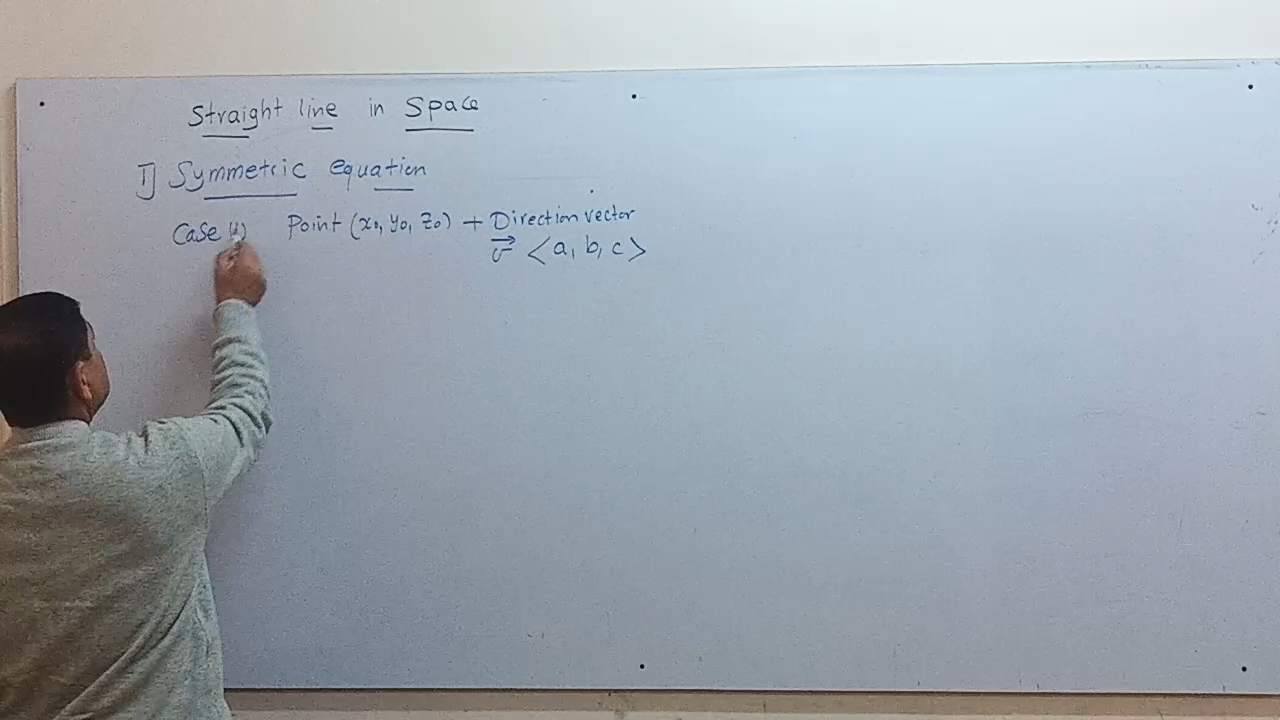 Straight line in Space
I] Symmetric equation
Case (1) Point (x₀, y₀, z₀) + Direction vector
v⃗ <a, b, c>